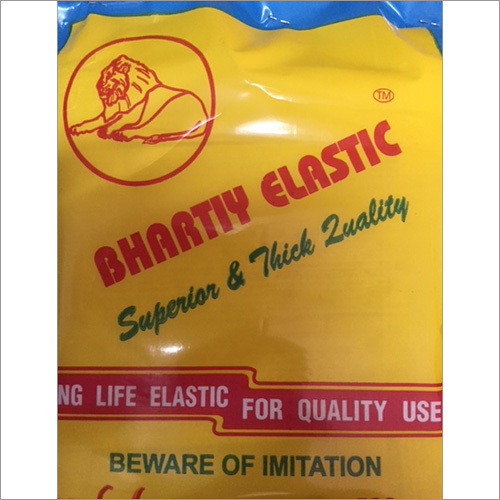 TM
BHARTIY ELASTIC
Superior & Thick Quality
NG LIFE ELASTIC FOR QUALITY USE
BEWARE OF IMITATION